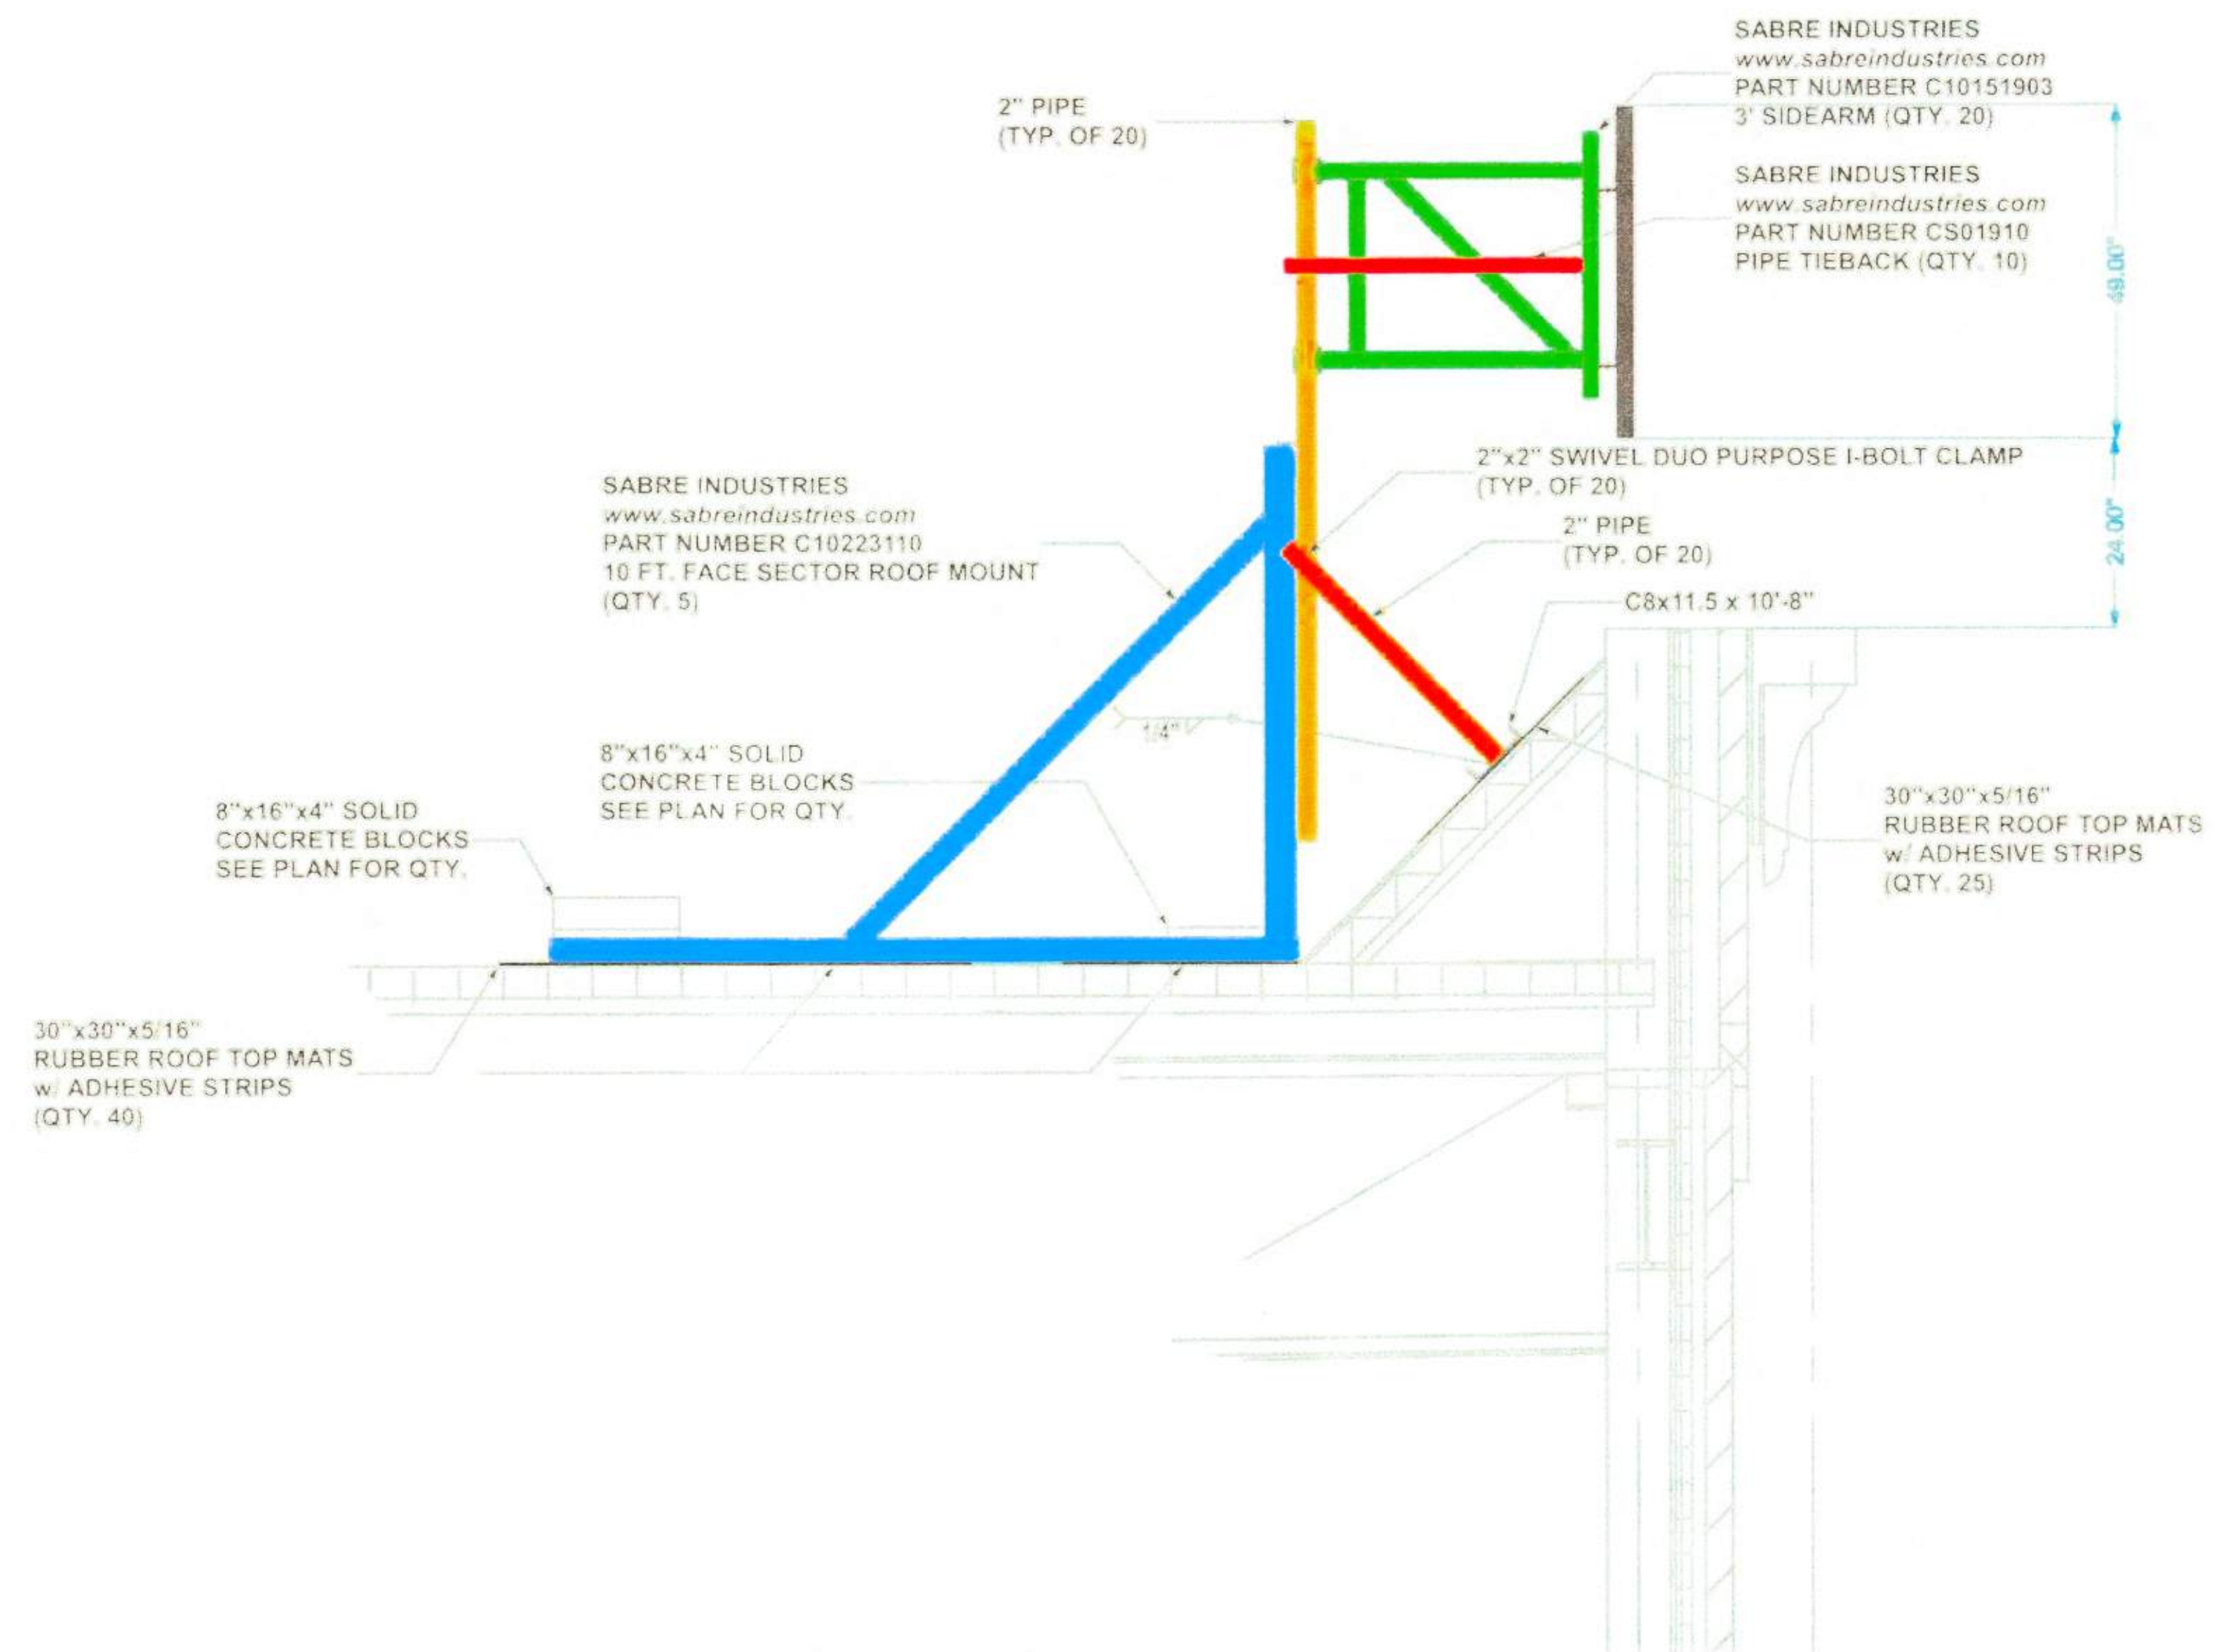 SABRE INDUSTRIES
www.sabreindustries.com
PART NUMBER C10151903
3' SIDEARM (QTY. 20)
2" PIPE
(TYP. OF 20)
SABRE INDUSTRIES
www.sabreindustries.com
PART NUMBER CS01910
PIPE TIEBACK (QTY. 10)
49.00"
2"x2" SWIVEL DUO PURPOSE I-BOLT CLAMP
(TYP. OF 20)
SABRE INDUSTRIES
www.sabreindustries.com
PART NUMBER C10223110
10 FT. FACE SECTOR ROOF MOUNT
(QTY. 5)
2" PIPE
(TYP. OF 20)
24.00"
C8x11.5 x 10'-8"
1/4"
8"x16"x4" SOLID
CONCRETE BLOCKS
SEE PLAN FOR QTY.
8"x16"x4" SOLID
CONCRETE BLOCKS
SEE PLAN FOR QTY.
30"x30"x5/16"
RUBBER ROOF TOP MATS
w/ ADHESIVE STRIPS
(QTY. 25)
30"x30"x5/16"
RUBBER ROOF TOP MATS
w/ ADHESIVE STRIPS
(QTY. 40)